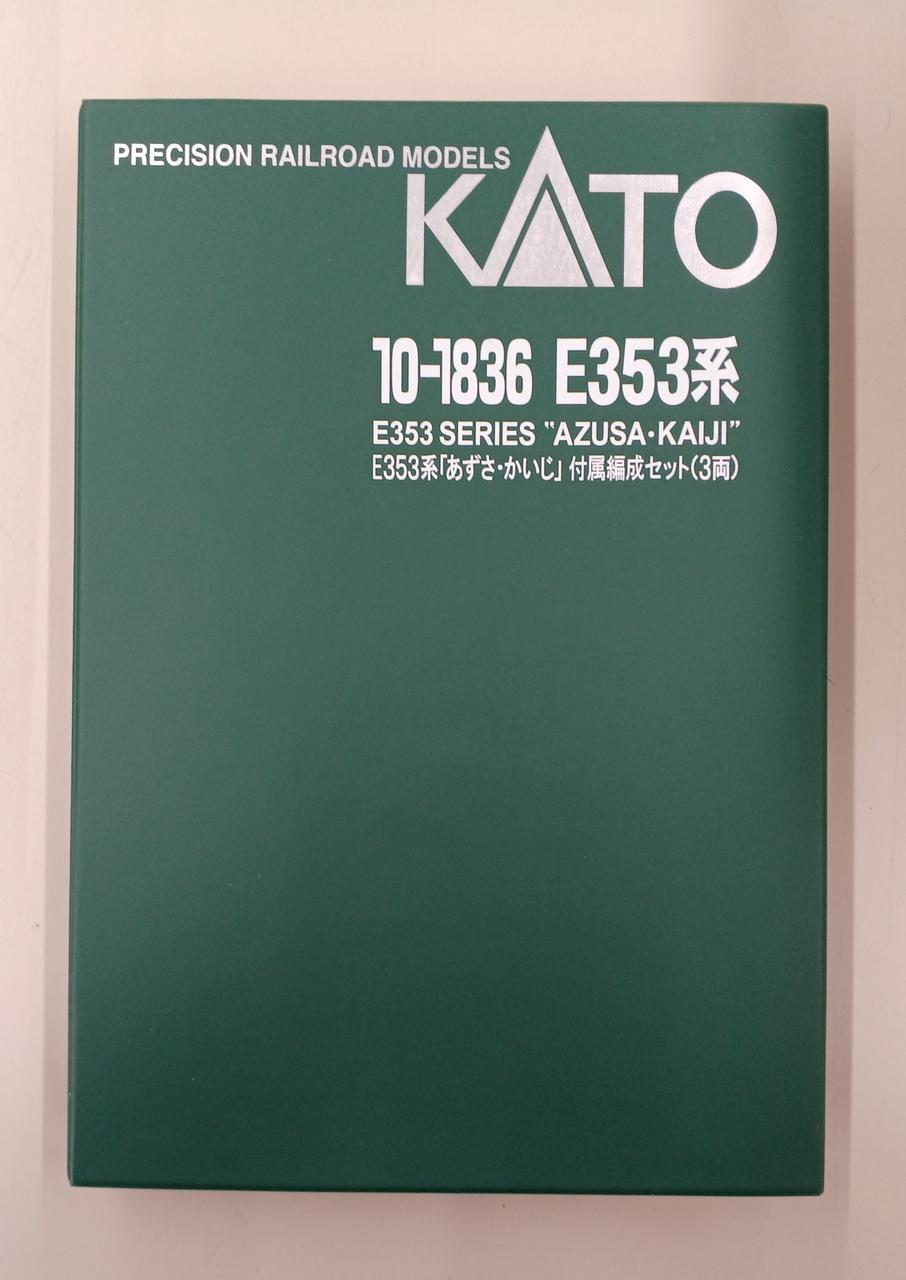 PRECISION RAILROAD MODELS
KATO
10-1836 E353系
E353 SERIES “AZUSA・KAIJI”
E353系「あずさ・かいじ」 付属編成セット(3両)